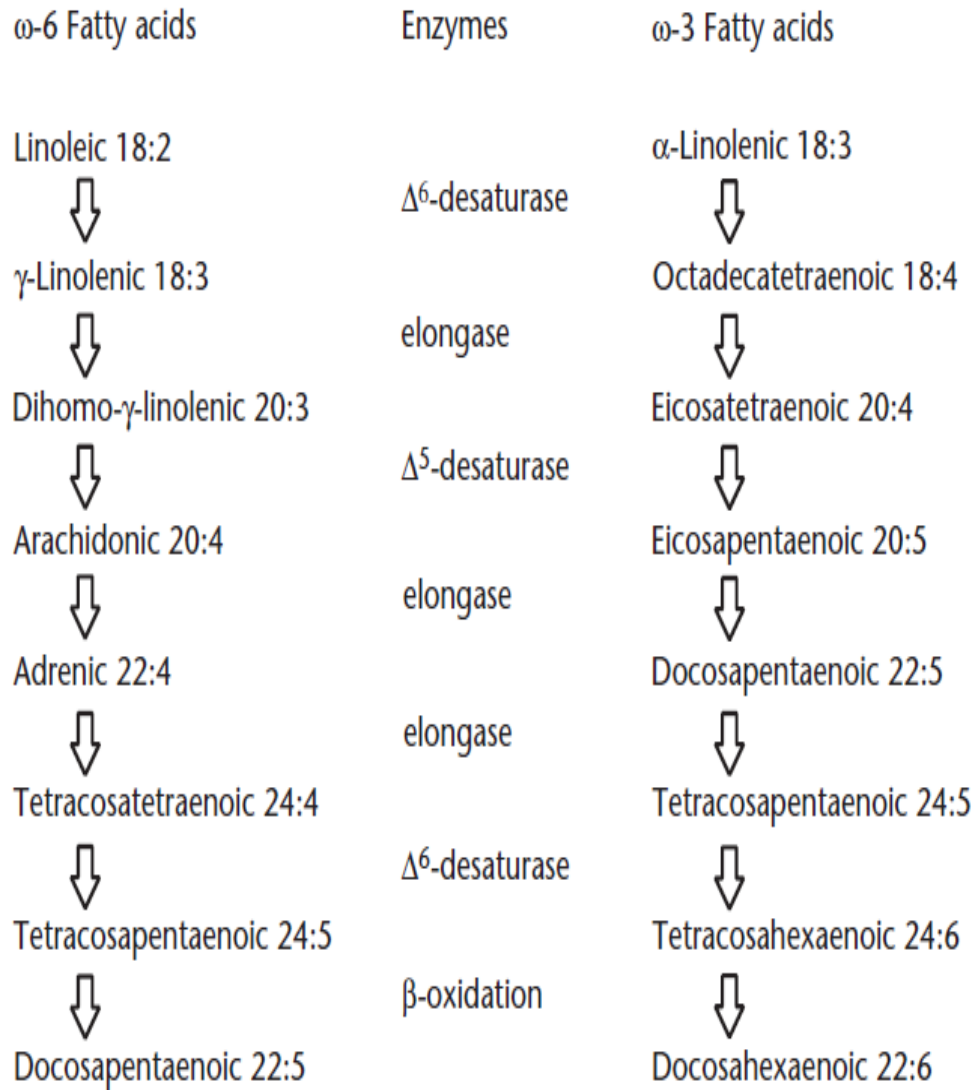 ω-6 Fatty acids Enzymes ω-3 Fatty acids
Linoleic 18:2 α-Linolenic 18:3
Δ⁶-desaturase
γ-Linolenic 18:3 Octadecatetraenoic 18:4
elongase
Dihomo-γ-linolenic 20:3 Eicosatetraenoic 20:4
Δ⁵-desaturase
Arachidonic 20:4 Eicosapentaenoic 20:5
elongase
Adrenic 22:4 Docosapentaenoic 22:5
elongase
Tetracosatetraenoic 24:4 Tetracosapentaenoic 24:5
Δ⁶-desaturase
Tetracosapentaenoic 24:5 Tetracosahexaenoic 24:6
β-oxidation
Docosapentaenoic 22:5 Docosahexaenoic 22:6